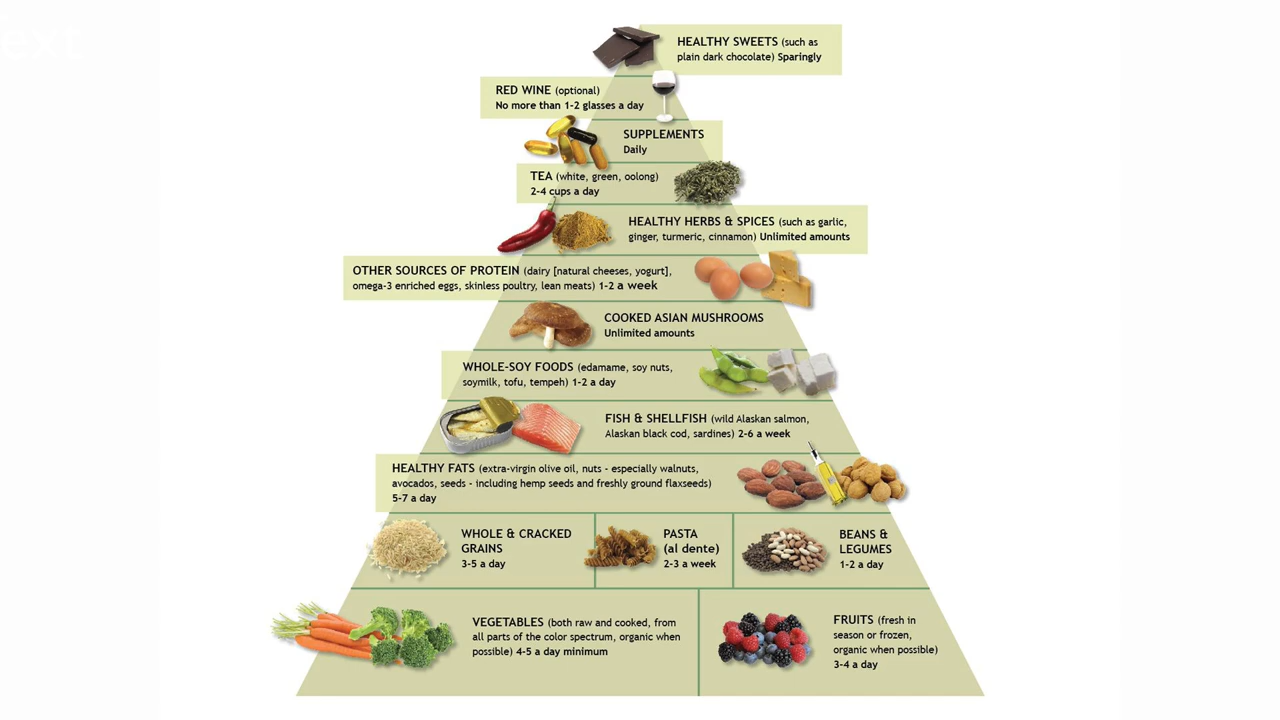 ext
HEALTHY SWEETS (such as
plain dark chocolate) Sparingly
RED WINE (optional)
No more than 1-2 glasses a day
SUPPLEMENTS
Daily
TEA (white, green, oolong)
2-4 cups a day
HEALTHY HERBS & SPICES (such as garlic,
ginger, turmeric, cinnamon) Unlimited amounts
OTHER SOURCES OF PROTEIN (dairy [natural cheeses, yogurt],
omega-3 enriched eggs, skinless poultry, lean meats) 1-2 a week
COOKED ASIAN MUSHROOMS
Unlimited amounts
WHOLE-SOY FOODS (edamame, soy nuts,
soymilk, tofu, tempeh) 1-2 a day
FISH & SHELLFISH (wild Alaskan salmon,
Alaskan black cod, sardines) 2-6 a week
HEALTHY FATS (extra-virgin olive oil, nuts - especially walnuts,
avocados, seeds - including hemp seeds and freshly ground flaxseeds)
5-7 a day
WHOLE & CRACKED
GRAINS
3-5 a day
PASTA
(al dente)
2-3 a week
BEANS &
LEGUMES
1-2 a day
VEGETABLES (both raw and cooked, from
all parts of the color spectrum, organic when
possible) 4-5 a day minimum
FRUITS (fresh in
season or frozen,
organic when possible)
3-4 a day